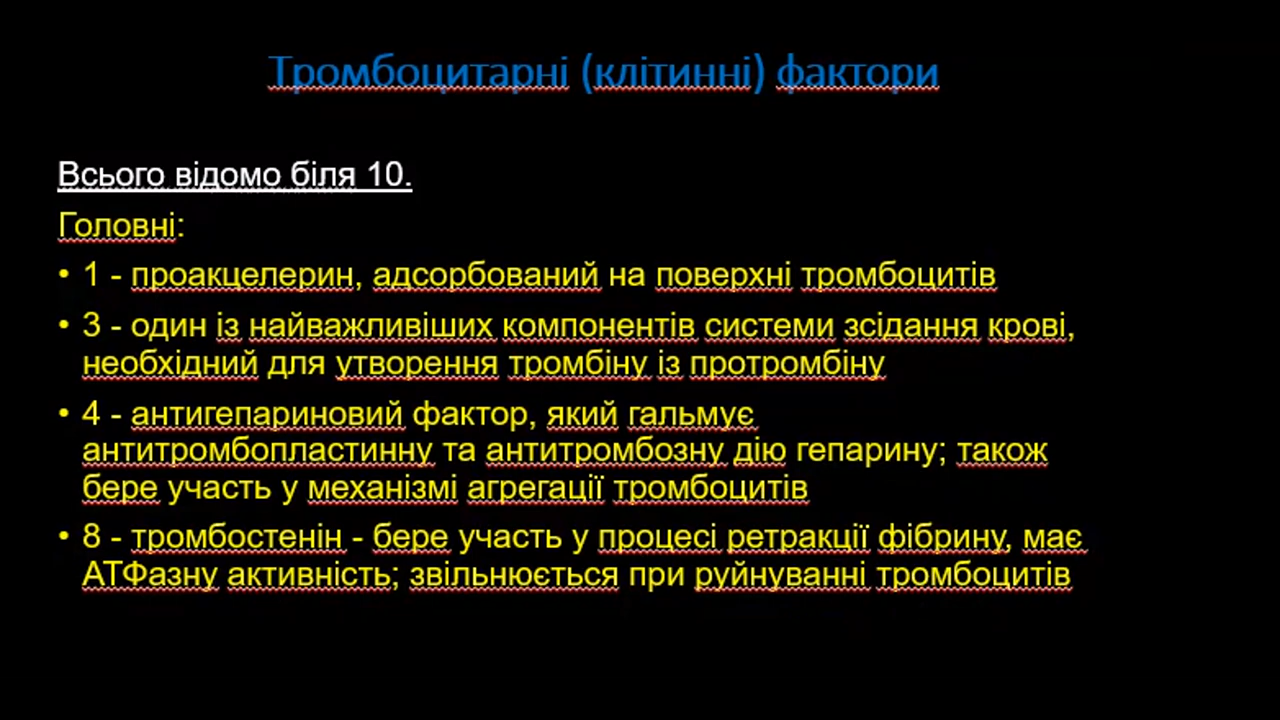 Тромбоцитарні (клітинні) фактори
Всього відомо біля 10.
Головні:
• 1 - проакцелерин, адсорбований на поверхні тромбоцитів
• 3 - один із найважливіших компонентів системи зсідання крові,
необхідний для утворення тромбіну із протромбіну
• 4 - антигепариновий фактор, який гальмує
антитромбопластинну та антитромбозну дію гепарину; також
бере участь у механізмі агрегації тромбоцитів
• 8 - тромбостенін - бере участь у процесі ретракції фібрину, має
АТФазну активність; звільнюється при руйнуванні тромбоцитів